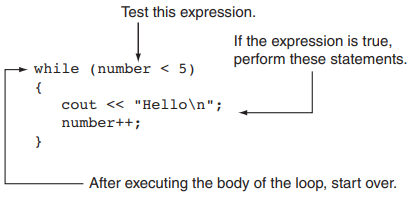 Test this expression.
If the expression is true,
perform these statements.
while (number < 5)
{
cout << "Hello\n";
number++;
}
After executing the body of the loop, start over.